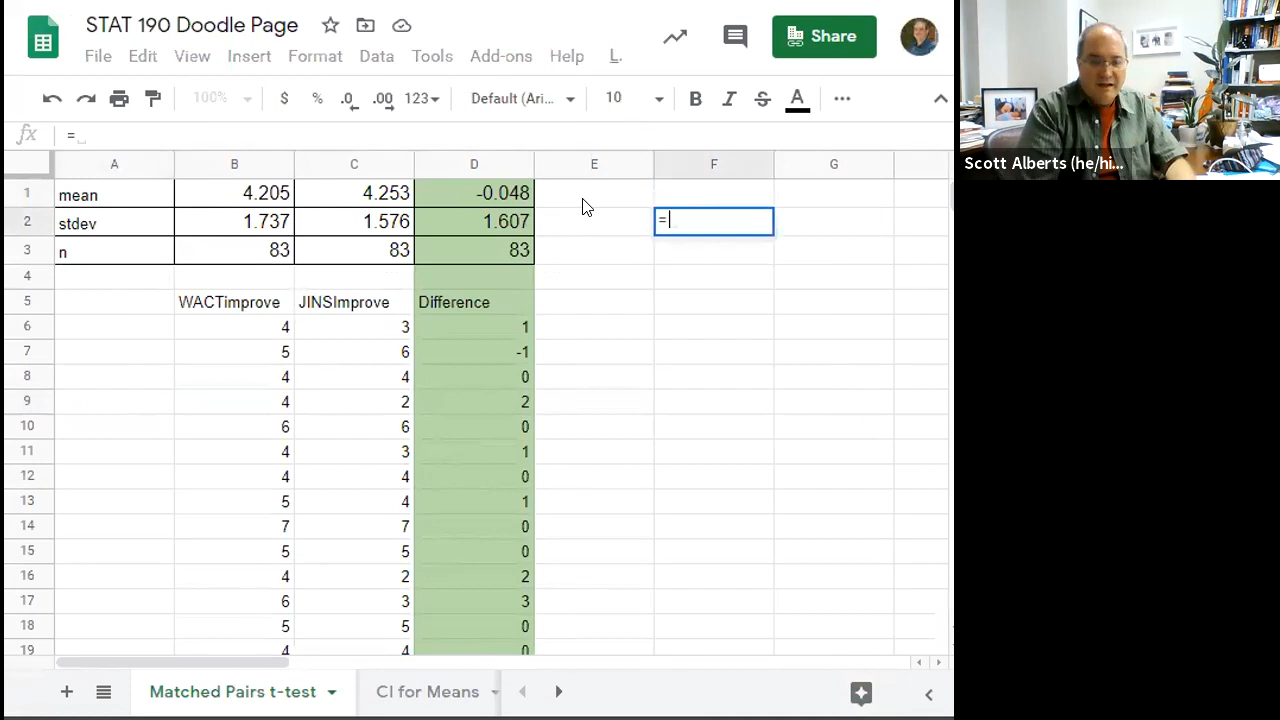 STAT 190 Doodle Page
File Edit View Insert Format Data Tools Add-ons Help L.
Share
100% $ % .0 .00 123 Default (Ari... 10 B I S A
fx =
A B C D E F G
1 mean 4.205 4.253 -0.048
2 stdev 1.737 1.576 1.607 =
3 n 83 83 83
4
5 WACTimprove JINSImprove Difference
6 4 3 1
7 5 6 -1
8 4 4 0
9 4 2 2
10 6 6 0
11 4 3 1
12 4 4 0
13 5 4 1
14 7 7 0
15 5 5 0
16 4 2 2
17 6 3 3
18 5 5 0
19 4 4 0
Matched Pairs t-test CI for Means
Scott Alberts (he/hi...